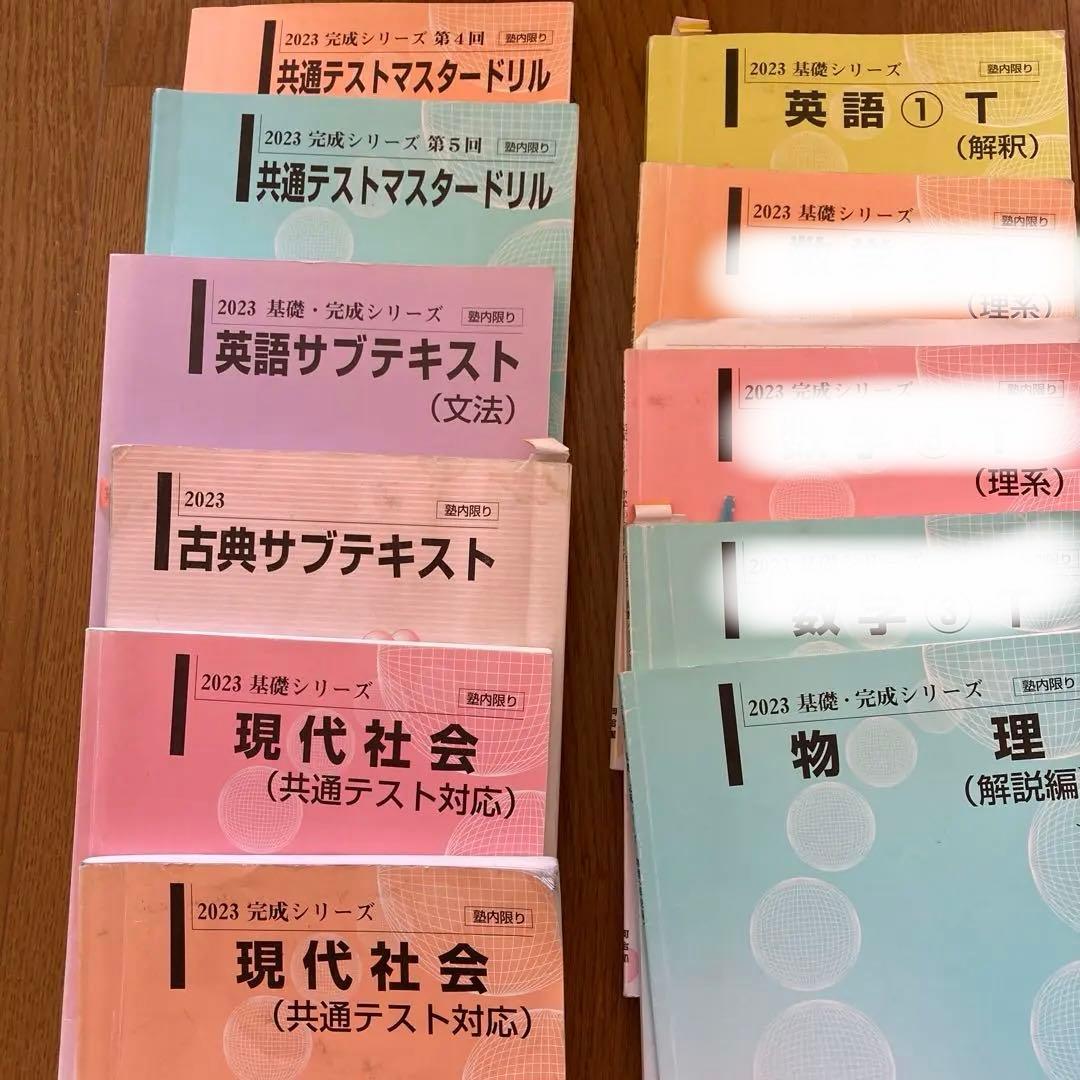 2023 完成シリーズ 第4回 塾内限り
共通テストマスタードリル
2023 完成シリーズ 第5回 塾内限り
共通テストマスタードリル
2023 基礎・完成シリーズ 塾内限り
英語サブテキスト
(文法)
2023 塾内限り
古典サブテキスト
2023 基礎シリーズ 塾内限り
現代社会
(共通テスト対応)
2023 完成シリーズ 塾内限り
現代社会
(共通テスト対応)
2023 基礎シリーズ 塾内限り
英語① T
(解釈)
2023 基礎シリーズ 塾内限り
(理系)
2023 完成シリーズ 塾内限り
(理系)
数学③ T
2023 基礎・完成シリーズ 塾内限り
物理
(解説編